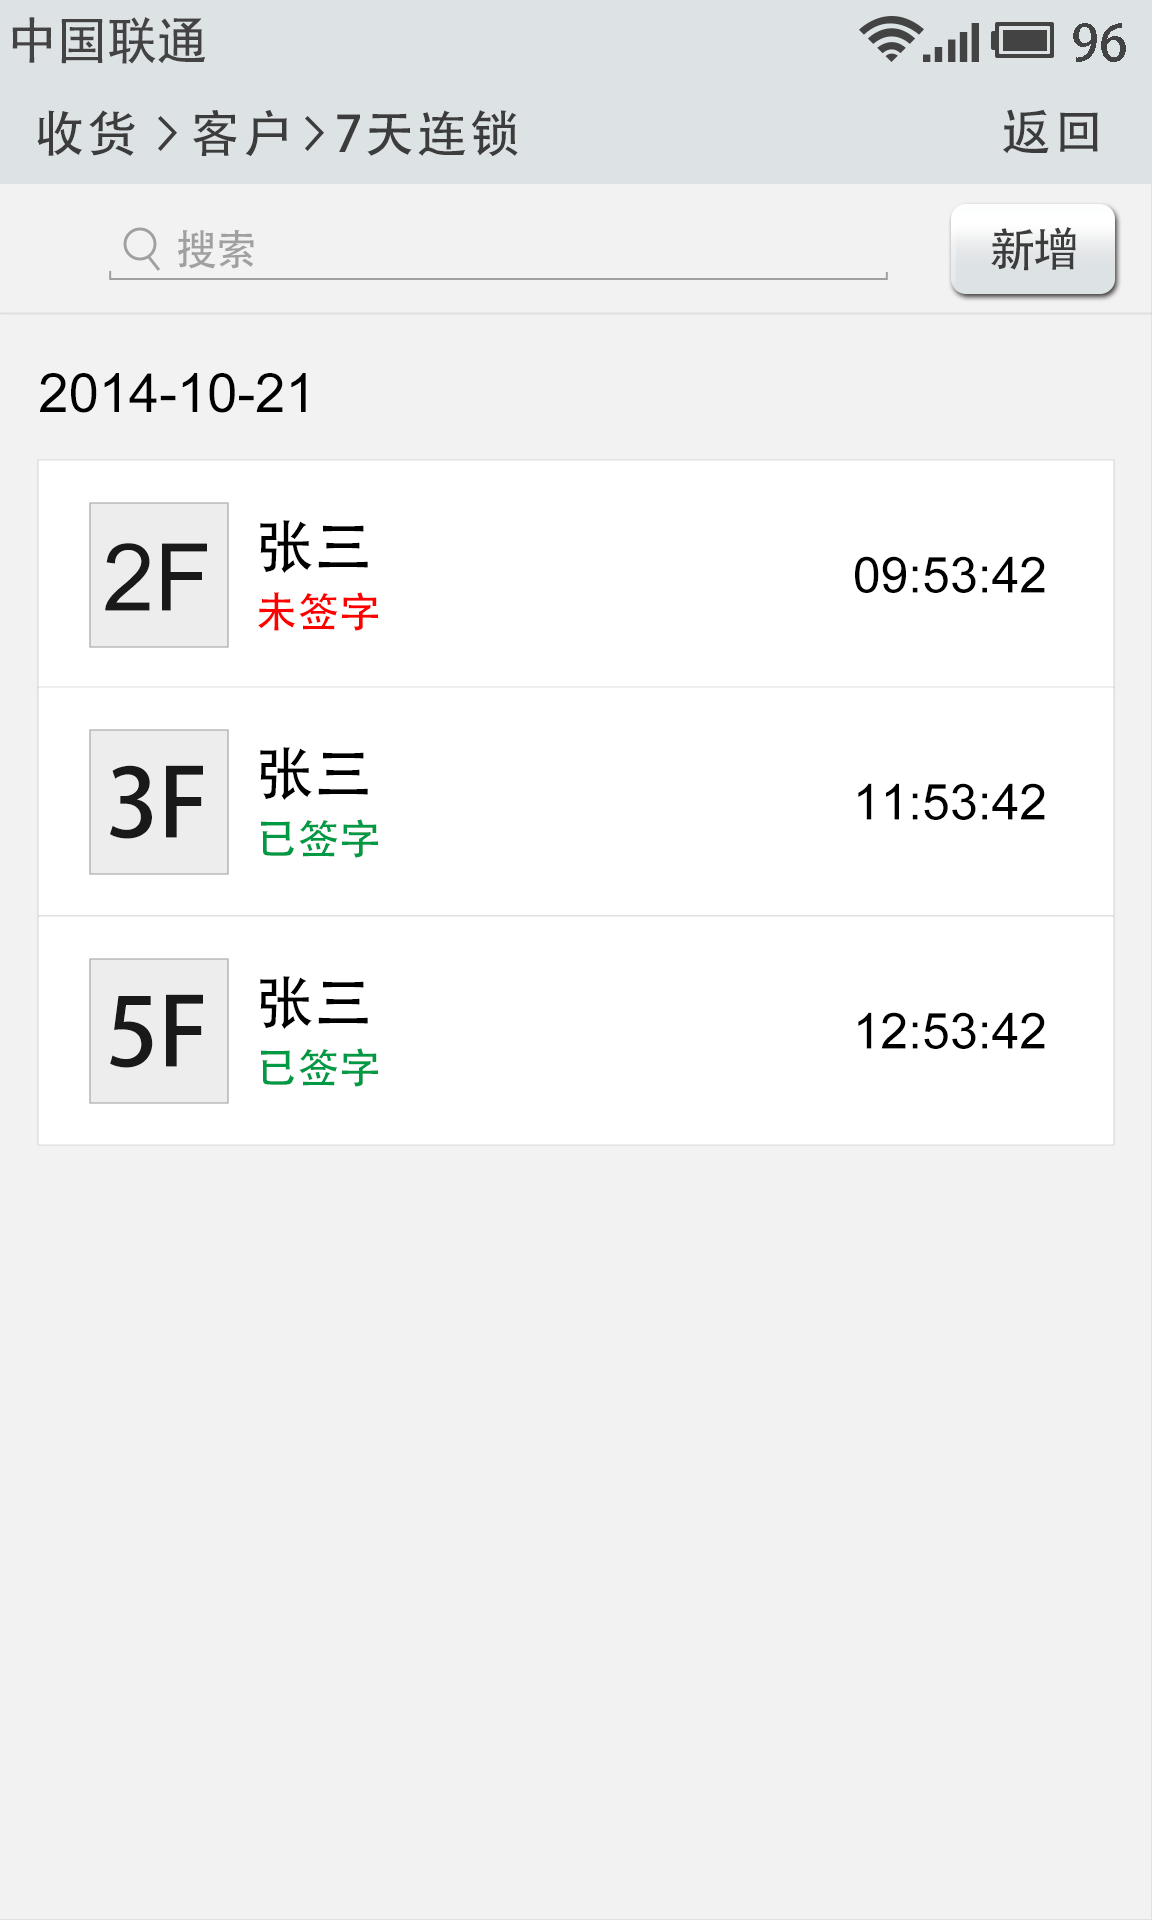 中国联通 96
收货 > 客户 > 7天连锁 返回
搜索 新增
2014-10-21
2F 张三 09:53:42
未签字
3F 张三 11:53:42
已签字
5F 张三 12:53:42
已签字